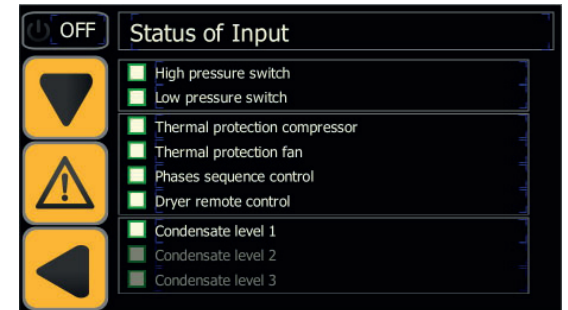 OFF
Status of Input
High pressure switch
Low pressure switch
Thermal protection compressor
Thermal protection fan
Phases sequence control
Dryer remote control
Condensate level 1
Condensate level 2
Condensate level 3